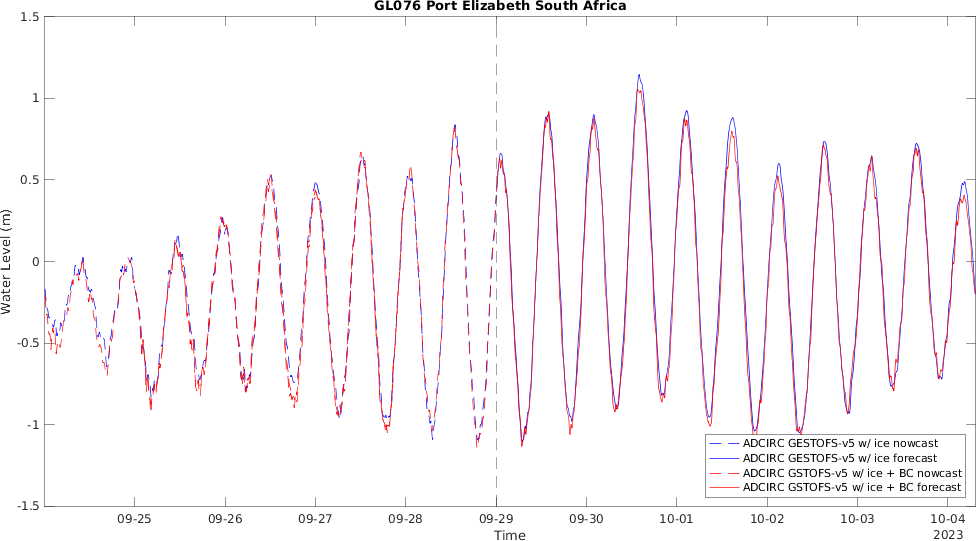 GL076 Port Elizabeth South Africa
1.5
1
0.5
0
-0.5
-1
-1.5
Water Level (m)
ADCIRC GESTOFS-v5 w/ ice nowcast
ADCIRC GESTOFS-v5 w/ ice forecast
ADCIRC GSTOFS-v5 w/ ice + BC nowcast
ADCIRC GSTOFS-v5 w/ ice + BC forecast
09-25 09-26 09-27 09-28 09-29 09-30 10-01 10-02 10-03 10-04
Time 2023